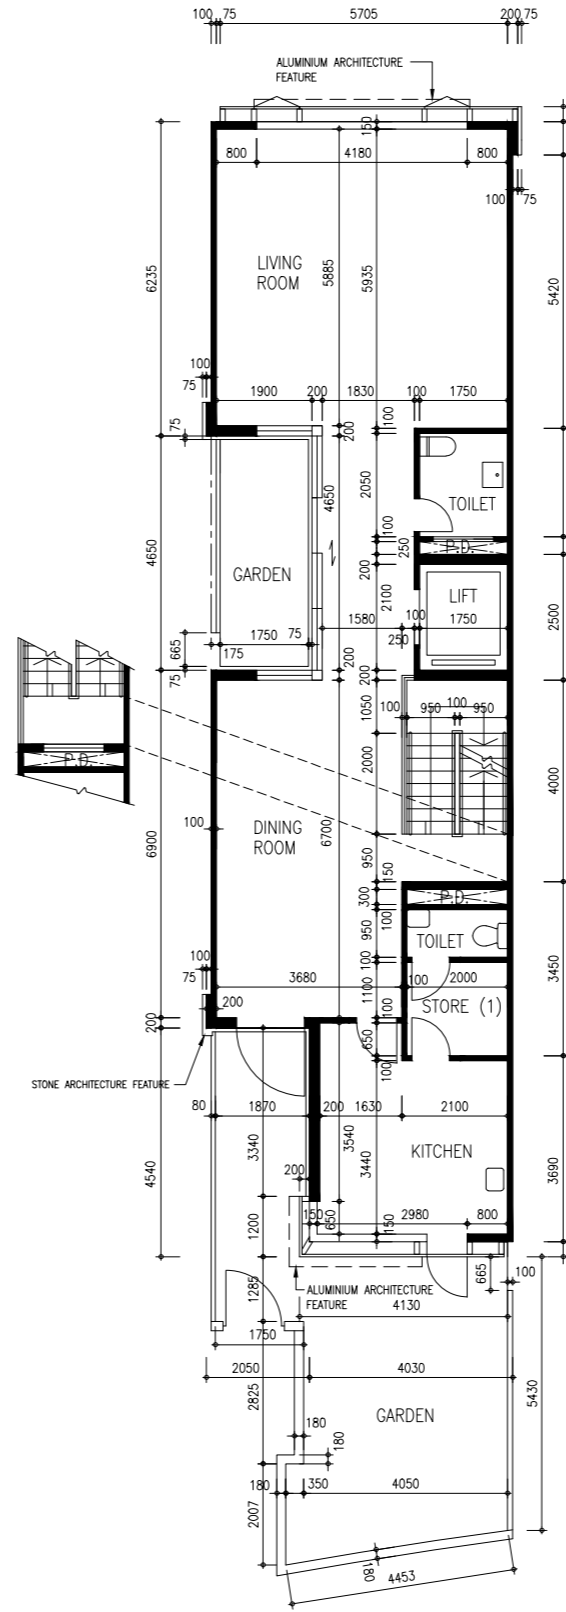 100 75 5705 200 75
ALUMINIUM ARCHITECTURE
FEATURE
150
800 4180 800
100 75
LIVING
ROOM
6235
5885
5935
5420
100
75
1900 200 1830 100 1750
75
200
100
2050
TOILET
4650
100
P.D.
250
4650
GARDEN
200
2100
LIFT
2500
1580 100 1750
250
665
1750 75
175
75
200
200
1050
100 950 100 950
2000
4000
P.D.
6900
100
DINING
ROOM
6700
950
150
300
P.D.
100
950
TOILET
3450
100
75
3680 100 2000
100
1100
STORE (1)
200
200
100
650
100
STONE ARCHITECTURE FEATURE
80 1870 200 1630 2100
4540
3340
3540
3440
KITCHEN
3690
200
1200
150 2980 800
650
150
665
100
1285
ALUMINIUM ARCHITECTURE
FEATURE
4130
1750
2050 4030
2825
5430
GARDEN
180
180
180 350 4050
2007
180
4453